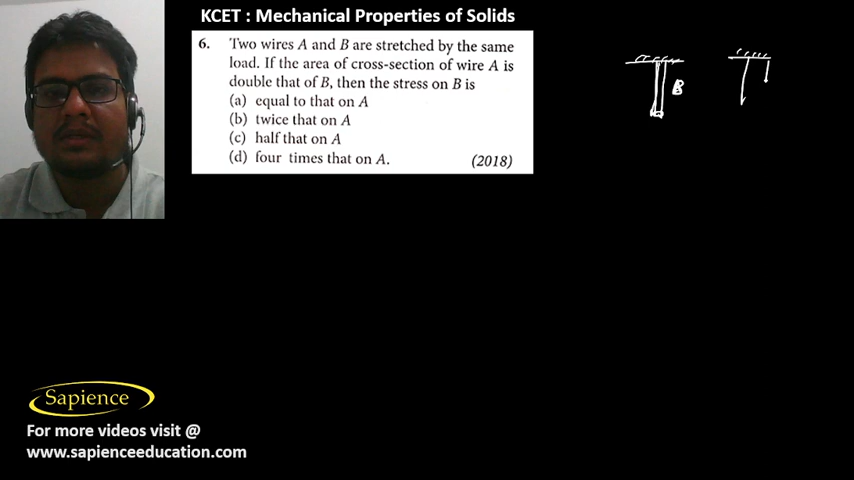 KCET : Mechanical Properties of Solids
6. Two wires A and B are stretched by the same
load. If the area of cross-section of wire A is
double that of B, then the stress on B is
(a) equal to that on A
(b) twice that on A
(c) half that on A
(d) four times that on A. (2018)
B
Sapience
For more videos visit @
www.sapienceeducation.com